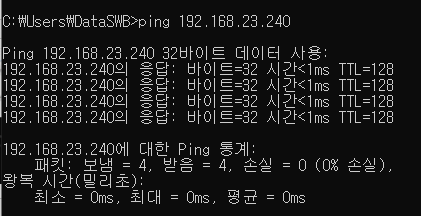 C:₩Users₩DataSWB>ping 192.168.23.240
Ping 192.168.23.240 32바이트 데이터 사용:
192.168.23.240의 응답: 바이트=32 시간<1ms TTL=128
192.168.23.240의 응답: 바이트=32 시간<1ms TTL=128
192.168.23.240의 응답: 바이트=32 시간<1ms TTL=128
192.168.23.240의 응답: 바이트=32 시간<1ms TTL=128
192.168.23.240에 대한 Ping 통계:
패킷: 보냄 = 4, 받음 = 4, 손실 = 0 (0% 손실),
왕복 시간(밀리초):
최소 = 0ms, 최대 = 0ms, 평균 = 0ms